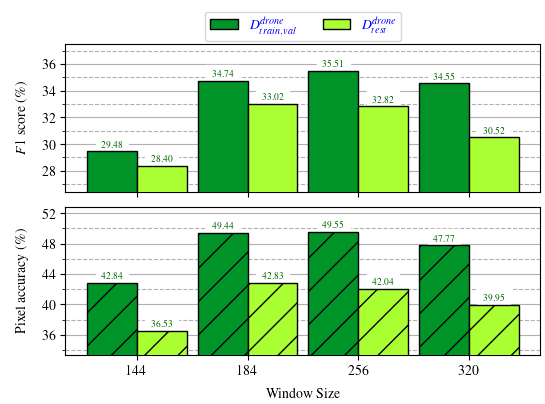 D^{drone}_{train,val} D^{drone}_{test}
36
34
32
30
28
F1 score (%)
29.48 28.40 34.74 33.02 35.51 32.82 34.55 30.52
52
48
44
40
36
Pixel accuracy (%)
42.84 36.53 49.44 42.83 49.55 42.04 47.77 39.95
144 184 256 320
Window Size